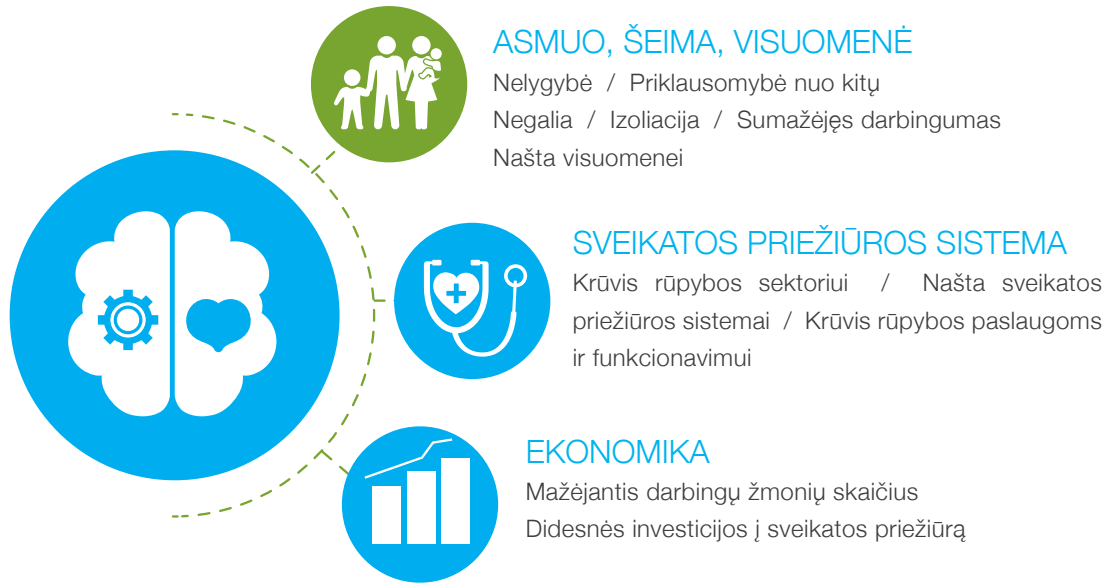 ASMUO, ŠEIMA, VISUOMENĖ
Nelygybė / Priklausomybė nuo kitų
Negalia / Izoliacija / Sumažėjęs darbingumas
Našta visuomenei
SVEIKATOS PRIEŽIŪROS SISTEMA
Krūvis rūpybos sektoriui / Našta sveikatos
priežiūros sistemai / Krūvis rūpybos paslaugoms
ir funkcionavimui
EKONOMIKA
Mažėjantis darbingų žmonių skaičius
Didesnės investicijos į sveikatos priežiūrą